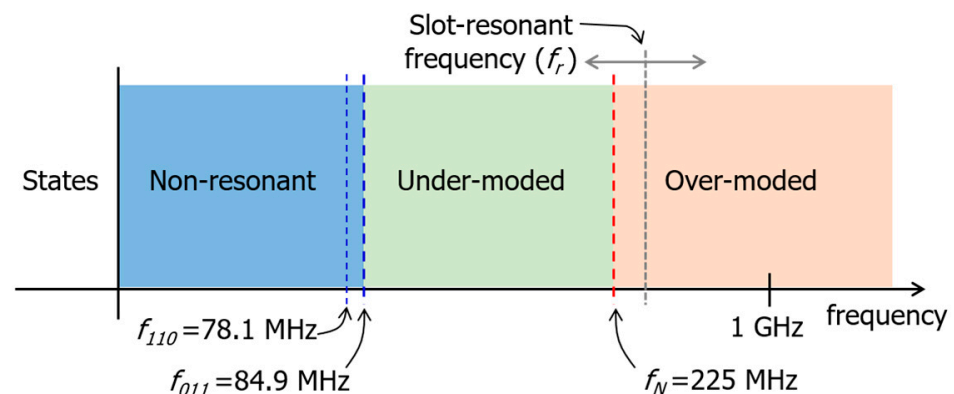 Slot-resonant
frequency (fr)
States
Non-resonant
Under-moded
Over-moded
1 GHz
frequency
f110=78.1 MHz
f011=84.9 MHz
fN=225 MHz